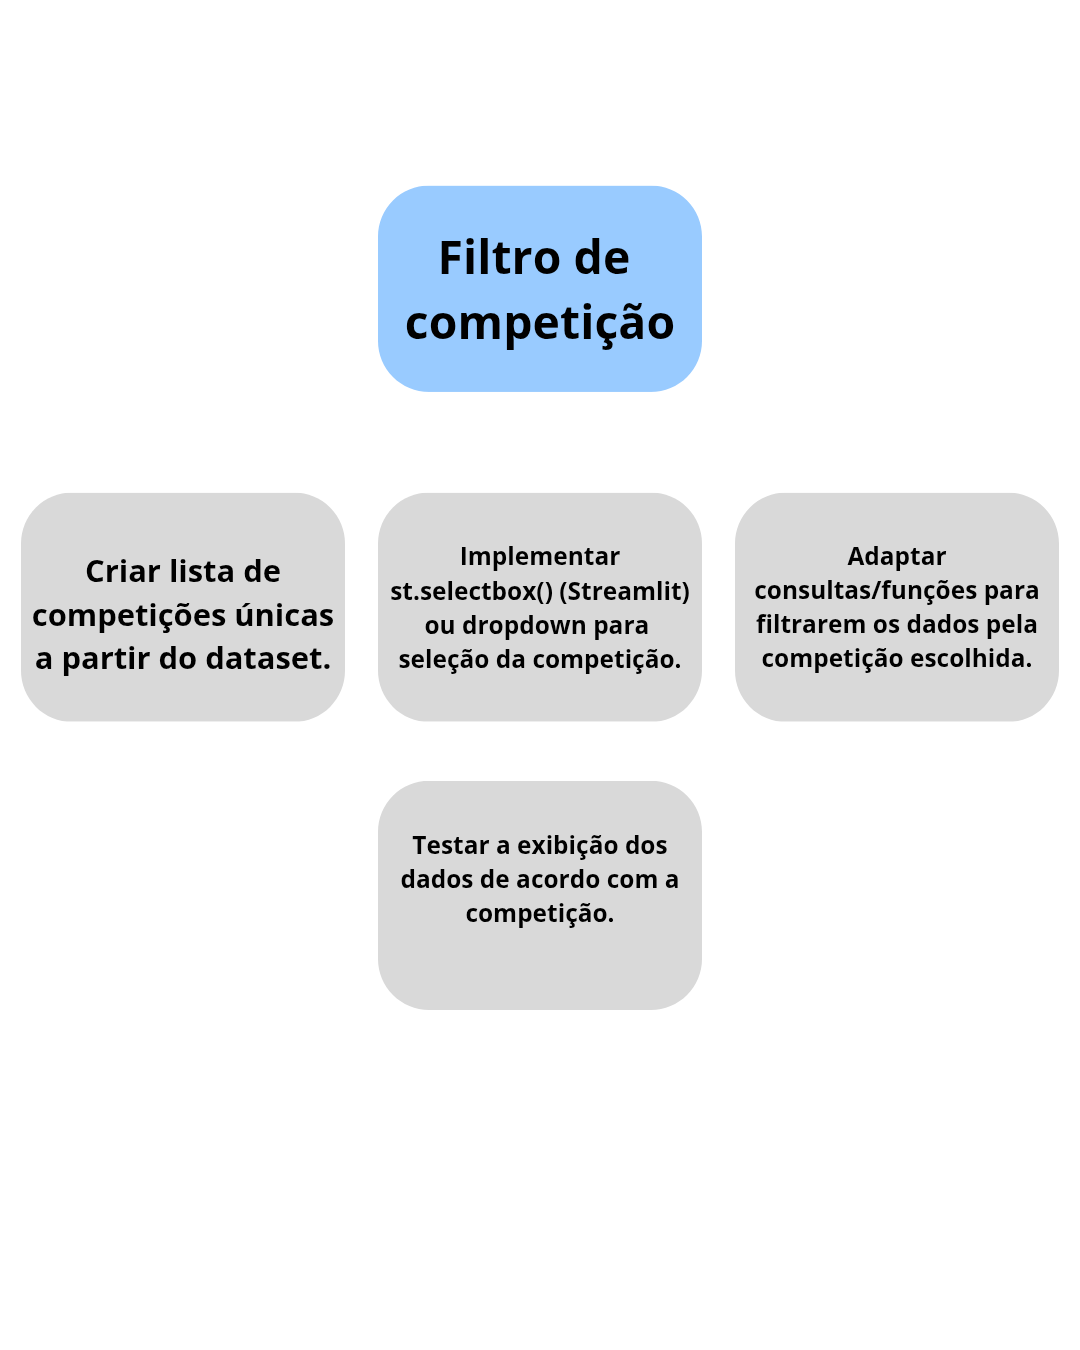 Filtro de
competição
Criar lista de
competições únicas
a partir do dataset.
Implementar
st.selectbox() (Streamlit)
ou dropdown para
seleção da competição.
Adaptar
consultas/funções para
filtrarem os dados pela
competição escolhida.
Testar a exibição dos
dados de acordo com a
competição.